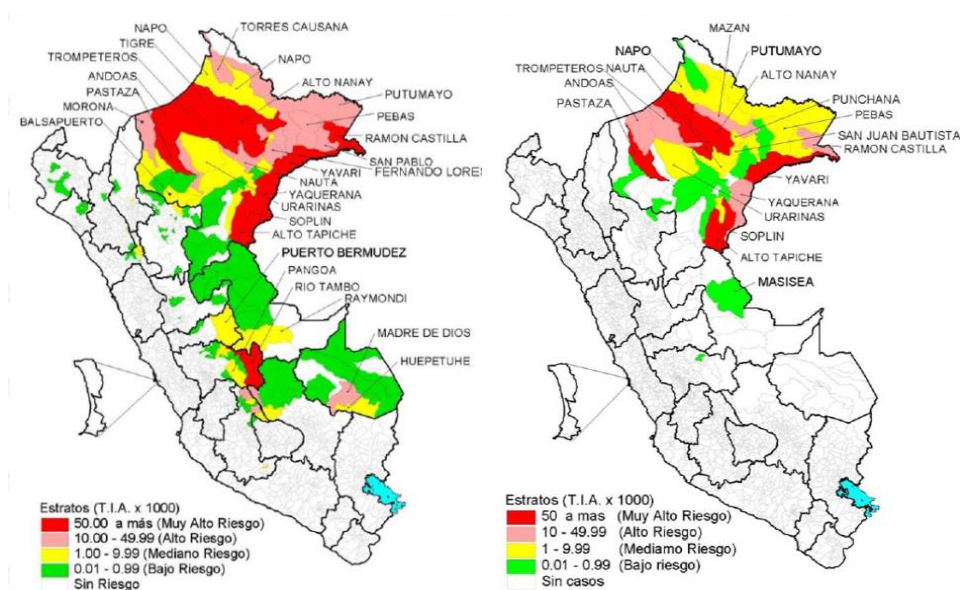 NAPO
TORRES CAUSANA
TIGRE
TROMPETEROS
NAPO
ANDOAS
ALTO NANAY
PASTAZA
PUTUMAYO
MORONA
PEBAS
BALSAPUERTO
RAMON CASTILLA
SAN PABLO
YAVARI
FERNANDO LORES
NAUTA
YAQUERANA
URARINAS
SOPLIN
ALTO TAPICHE
PUERTO BERMUDEZ
PANGOA
RIO TAMBO
RAYMONDI
MADRE DE DIOS
HUEPETUHE
Estratos (T.I.A. x 1000)
50.00 a más (Muy Alto Riesgo)
10.00 - 49.99 (Alto Riesgo)
1.00 - 9.99 (Mediano Riesgo)
0.01 - 0.99 (Bajo Riesgo)
Sin Riesgo
MAZAN
NAPO
PUTUMAYO
TROMPETEROS NAUTA
ALTO NANAY
ANDOAS
PUNCHANA
PASTAZA
PEBAS
SAN JUAN BAUTISTA
RAMON CASTILLA
YAVARI
YAQUERANA
URARINAS
SOPLIN
ALTO TAPICHE
MASISEA
Estratos (T.I.A. x 1000)
50 a mas (Muy Alto Riesgo)
10 - 49.99 (Alto Riesgo)
1 - 9.99 (Mediamo Riesgo)
0.01 - 0.99 (Bajo riesgo)
Sin casos